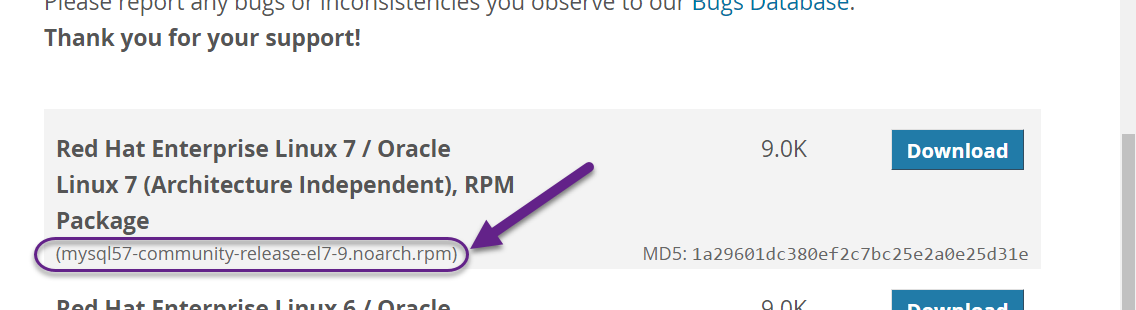 Please report any bugs or inconsistencies you observe to our Bugs Database.
Thank you for your support!
Red Hat Enterprise Linux 7 / Oracle 9.0K Download
Linux 7 (Architecture Independent), RPM
Package
(mysql57-community-release-el7-9.noarch.rpm) MD5: 1a29601dc380ef2c7bc25e2a0e25d31e
Red Hat Enterprise Linux 6 / Oracle 9.0K Download